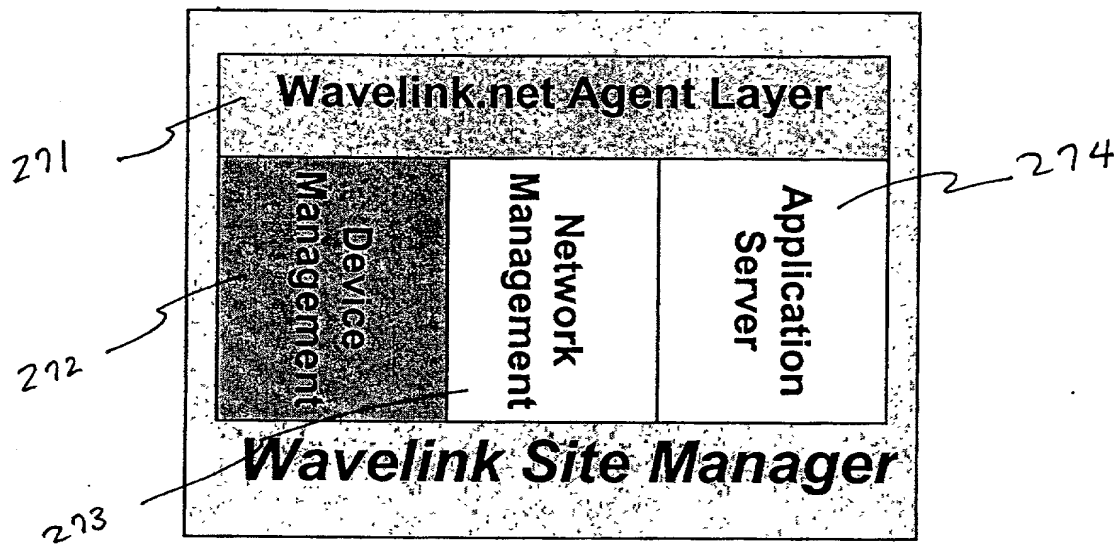 Wavelink.net Agent Layer
271
274
Device
Management
Network
Management
Application
Server
272
Wavelink Site Manager
273